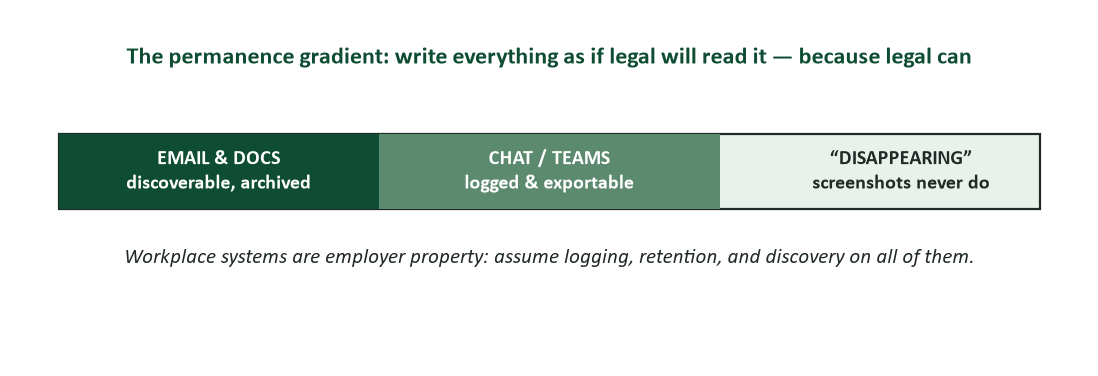 The permanence gradient: write everything as if legal will read it — because legal can
EMAIL & DOCS
discoverable, archived
CHAT / TEAMS
logged & exportable
“DISAPPEARING”
screenshots never do
Workplace systems are employer property: assume logging, retention, and discovery on all of them.